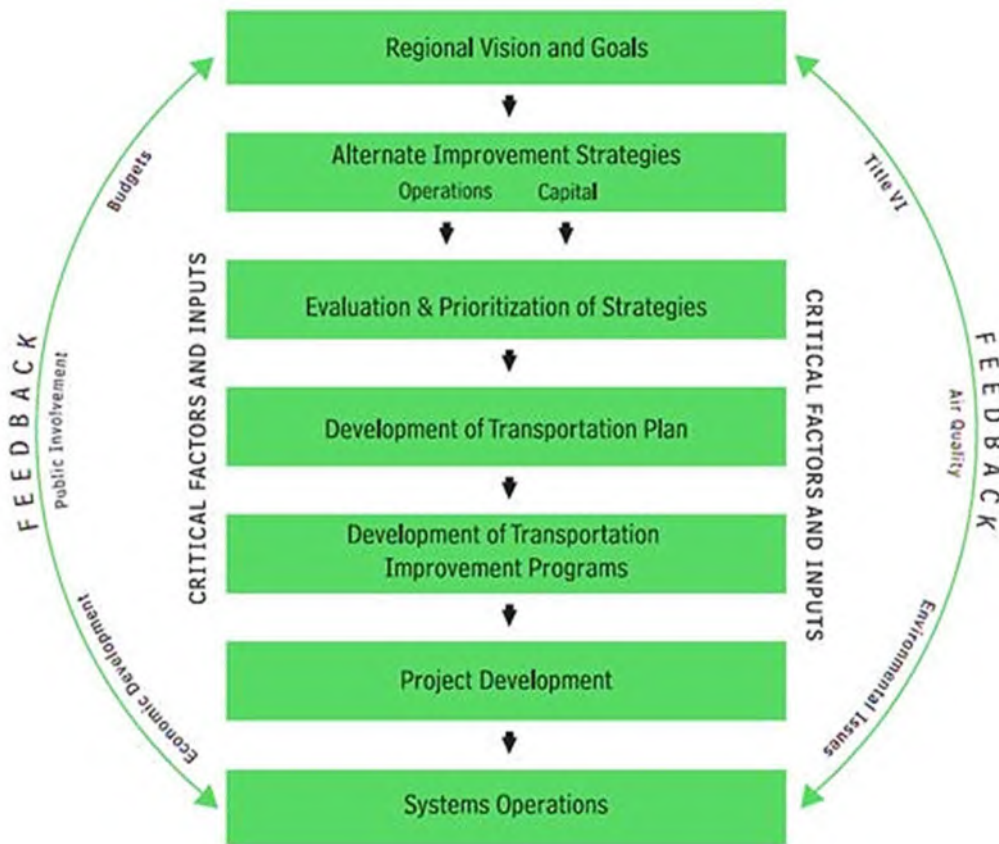 Regional Vision and Goals
Alternate Improvement Strategies
Operations Capital
Evaluation & Prioritization of Strategies
Development of Transportation Plan
Development of Transportation
Improvement Programs
Project Development
Systems Operations
FEEDBACK
Budgets
Public Involvement
Economic Development
CRITICAL FACTORS AND INPUTS
CRITICAL FACTORS AND INPUTS
Title VI
Air Quality
Environmental Issues
FEEDBACK